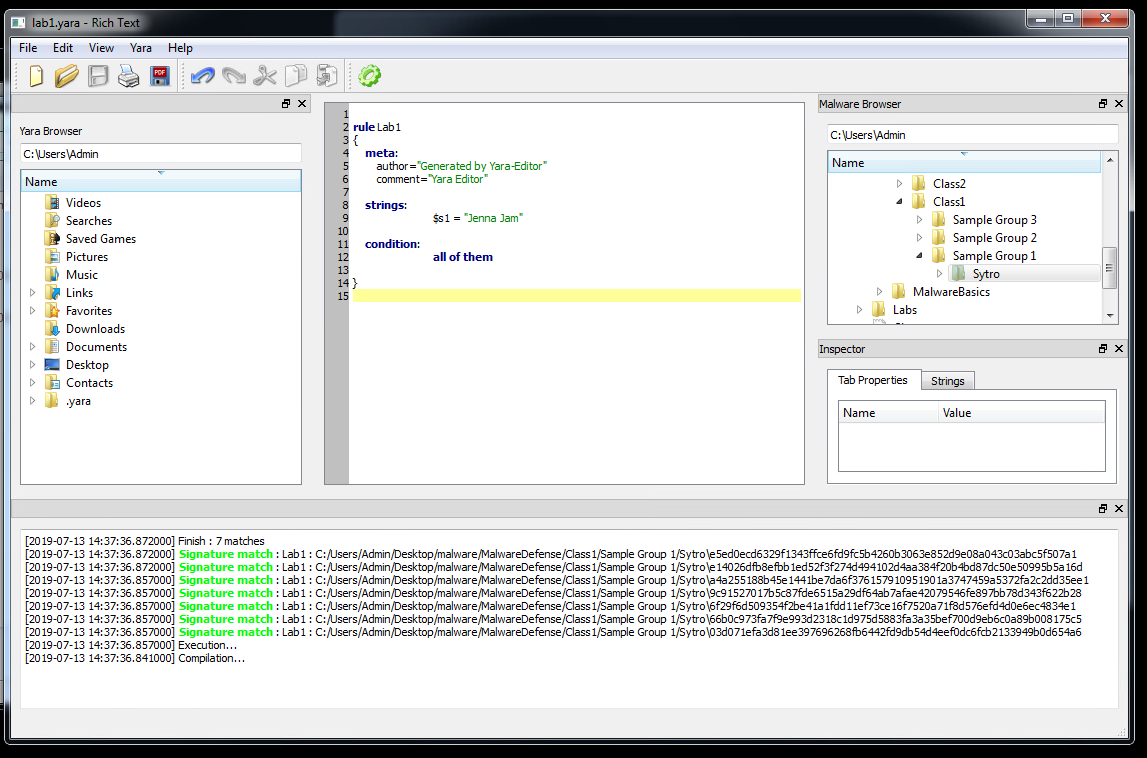 lab1.yara - Rich Text
File Edit View Yara Help
PDF
Yara Browser
C:\Users\Admin
Name
Videos
Searches
Saved Games
Pictures
Music
Links
Favorites
Downloads
Documents
Desktop
Contacts
.yara
1
2 rule Lab1
3 {
4 meta:
5 author="Generated by Yara-Editor"
6 comment="Yara Editor"
7
8 strings:
9 $s1 = "Jenna Jam"
10
11 condition:
12 all of them
13
14 }
15
Malware Browser
C:\Users\Admin
Name
Class2
Class1
Sample Group 3
Sample Group 2
Sample Group 1
Sytro
MalwareBasics
Labs
Inspector
Tab Properties Strings
Name Value
[2019-07-13 14:37:36.872000] Finish : 7 matches
[2019-07-13 14:37:36.872000] Signature match : Lab1 : C:/Users/Admin/Desktop/malware/MalwareDefense/Class1/Sample Group 1/Sytro\e5ed0ecd6329f1343ffce6fd9fc5b4260b3063e852d9e08a043c03abc5f507a1
[2019-07-13 14:37:36.872000] Signature match : Lab1 : C:/Users/Admin/Desktop/malware/MalwareDefense/Class1/Sample Group 1/Sytro\e14026dfb8efbb1ed52f3f274d494102d4aa384f20b4bd87dc50e50995b5a16d
[2019-07-13 14:37:36.857000] Signature match : Lab1 : C:/Users/Admin/Desktop/malware/MalwareDefense/Class1/Sample Group 1/Sytro\a4a255188b45e1441be7da6f376157910951901a3747459a5372fa2c2dd35ee1
[2019-07-13 14:37:36.857000] Signature match : Lab1 : C:/Users/Admin/Desktop/malware/MalwareDefense/Class1/Sample Group 1/Sytro\9c91527017b5c87fde6515a29df64ab7afae42079546fe897bb78d343f622b28
[2019-07-13 14:37:36.857000] Signature match : Lab1 : C:/Users/Admin/Desktop/malware/MalwareDefense/Class1/Sample Group 1/Sytro\6f29f6d509354f2be41a1fdd11ef73ce16f7520a71f8d576efd4d0e6ec4834e1
[2019-07-13 14:37:36.857000] Signature match : Lab1 : C:/Users/Admin/Desktop/malware/MalwareDefense/Class1/Sample Group 1/Sytro\66b0c973fa7f9e993d2318c1d975d5883fa3a35bef700d9eb6c0a89b008175c5
[2019-07-13 14:37:36.857000] Signature match : Lab1 : C:/Users/Admin/Desktop/malware/MalwareDefense/Class1/Sample Group 1/Sytro\03d071efa3d81ee397696268fb6442fd9db54d4eef0dc6fcb2133949b0d654a6
[2019-07-13 14:37:36.857000] Execution...
[2019-07-13 14:37:36.841000] Compilation...